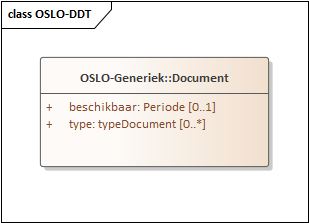 class OSLO-DDT
OSLO-Generiek::Document
+ beschikbaar: Periode [0..1]
+ type: typeDocument [0..*]